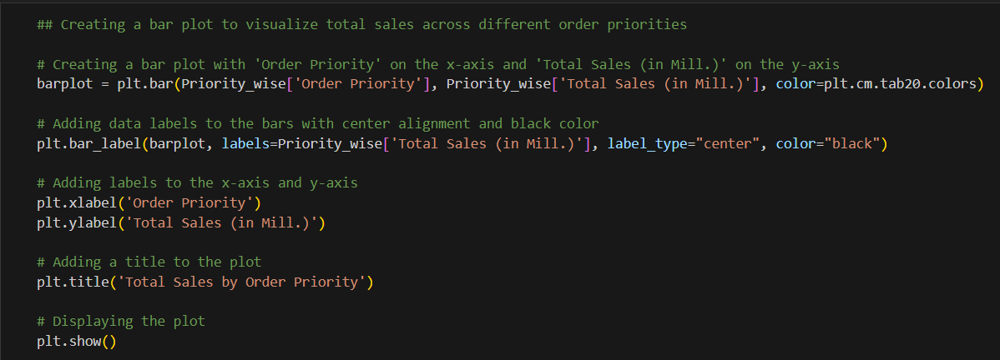 ## Creating a bar plot to visualize total sales across different order priorities
# Creating a bar plot with 'Order Priority' on the x-axis and 'Total Sales (in Mill.)' on the y-axis
barplot = plt.bar(Priority_wise['Order Priority'], Priority_wise['Total Sales (in Mill.)'], color=plt.cm.tab20.colors)
# Adding data labels to the bars with center alignment and black color
plt.bar_label(barplot, labels=Priority_wise['Total Sales (in Mill.)'], label_type="center", color="black")
# Adding labels to the x-axis and y-axis
plt.xlabel('Order Priority')
plt.ylabel('Total Sales (in Mill.)')
# Adding a title to the plot
plt.title('Total Sales by Order Priority')
# Displaying the plot
plt.show()